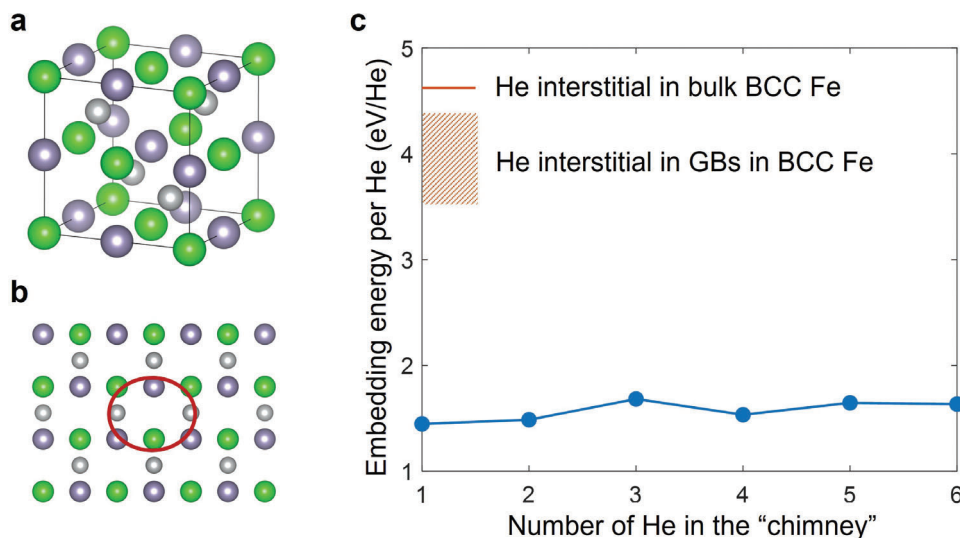 a
b
c
Embedding energy per He (eV/He)
5
4
3
2
1
He interstitial in bulk BCC Fe
He interstitial in GBs in BCC Fe
1 2 3 4 5 6
Number of He in the “chimney”